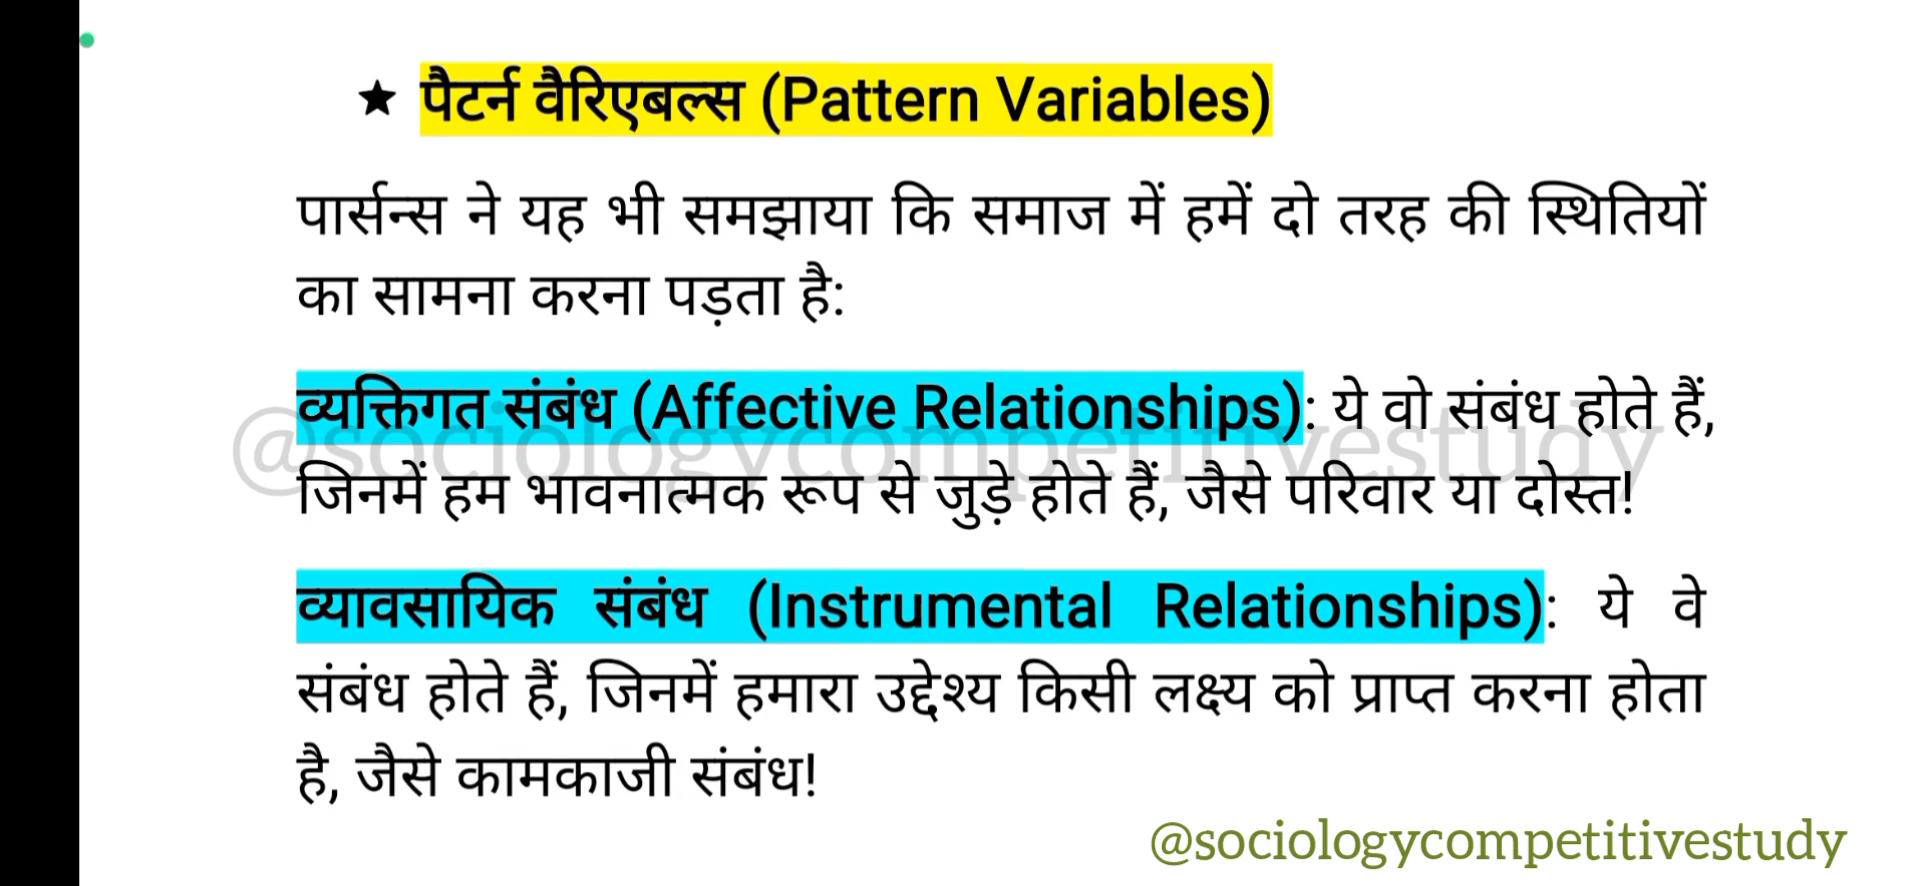 ★ पैटर्न वैरिएबल्स (Pattern Variables)
पार्सन्स ने यह भी समझाया कि समाज में हमें दो तरह की स्थितियों
का सामना करना पड़ता है:
व्यक्तिगत संबंध (Affective Relationships): ये वो संबंध होते हैं,
@sociologycompetitivestudy
जिनमें हम भावनात्मक रूप से जुड़े होते हैं, जैसे परिवार या दोस्त!
व्यावसायिक संबंध (Instrumental Relationships): ये वे
संबंध होते हैं, जिनमें हमारा उद्देश्य किसी लक्ष्य को प्राप्त करना होता
है, जैसे कामकाजी संबंध!
@sociologycompetitivestudy